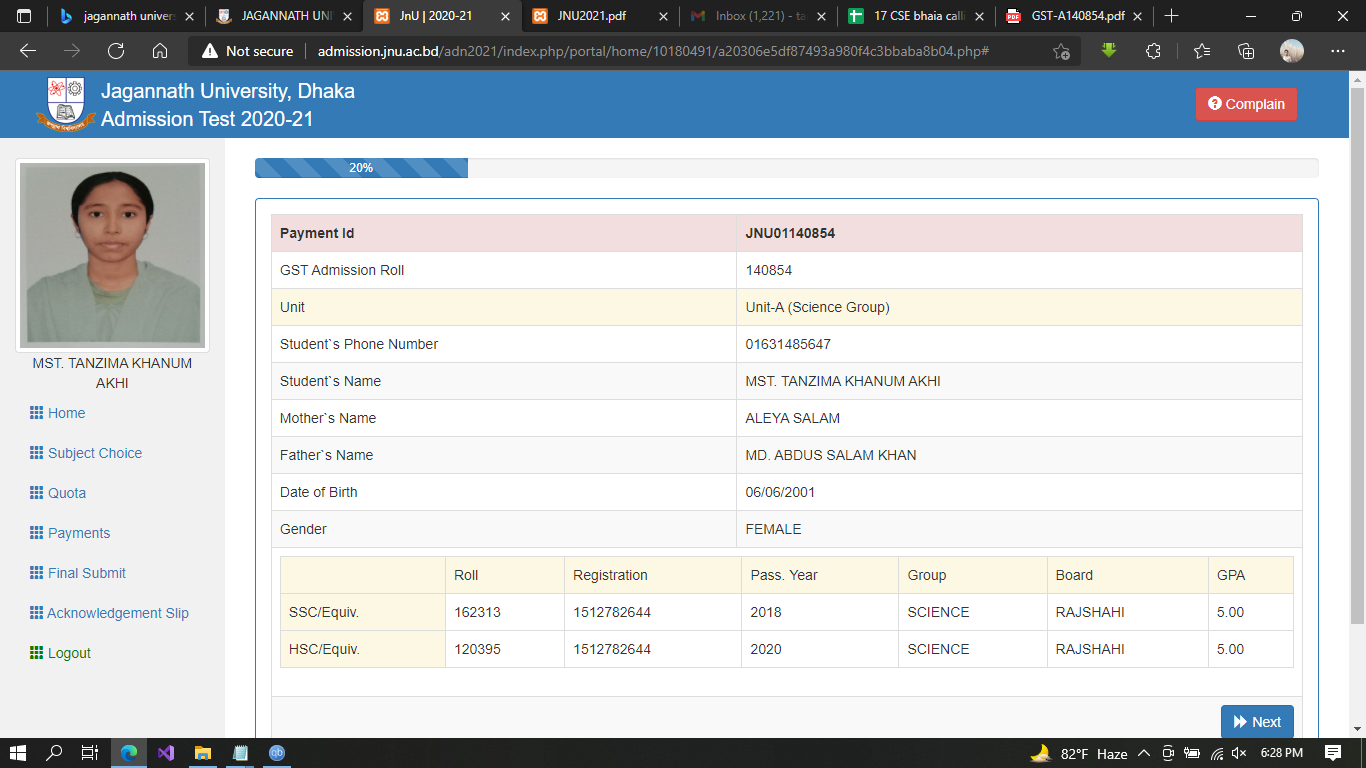 jagannath univers
JAGANNATH UNI
JnU | 2020-21
JNU2021.pdf
Inbox (1,221) - ta
17 CSE bhaia call
PDF
GST-A140854.pdf
Not secure
admission.jnu.ac.bd/adn2021/index.php/portal/home/10180491/a20306e5df87493a980f4c3bbaba8b04.php#
Jagannath University, Dhaka
Admission Test 2020-21
Complain
MST. TANZIMA KHANUM
AKHI
Home
Subject Choice
Quota
Payments
Final Submit
Acknowledgement Slip
Logout
20%
Payment Id JNU01140854
GST Admission Roll 140854
Unit Unit-A (Science Group)
Student`s Phone Number 01631485647
Student`s Name MST. TANZIMA KHANUM AKHI
Mother`s Name ALEYA SALAM
Father`s Name MD. ABDUS SALAM KHAN
Date of Birth 06/06/2001
Gender FEMALE
Roll Registration Pass. Year Group Board GPA
SSC/Equiv. 162313 1512782644 2018 SCIENCE RAJSHAHI 5.00
HSC/Equiv. 120395 1512782644 2020 SCIENCE RAJSHAHI 5.00
Next
qb
82°F Haze
6:28 PM